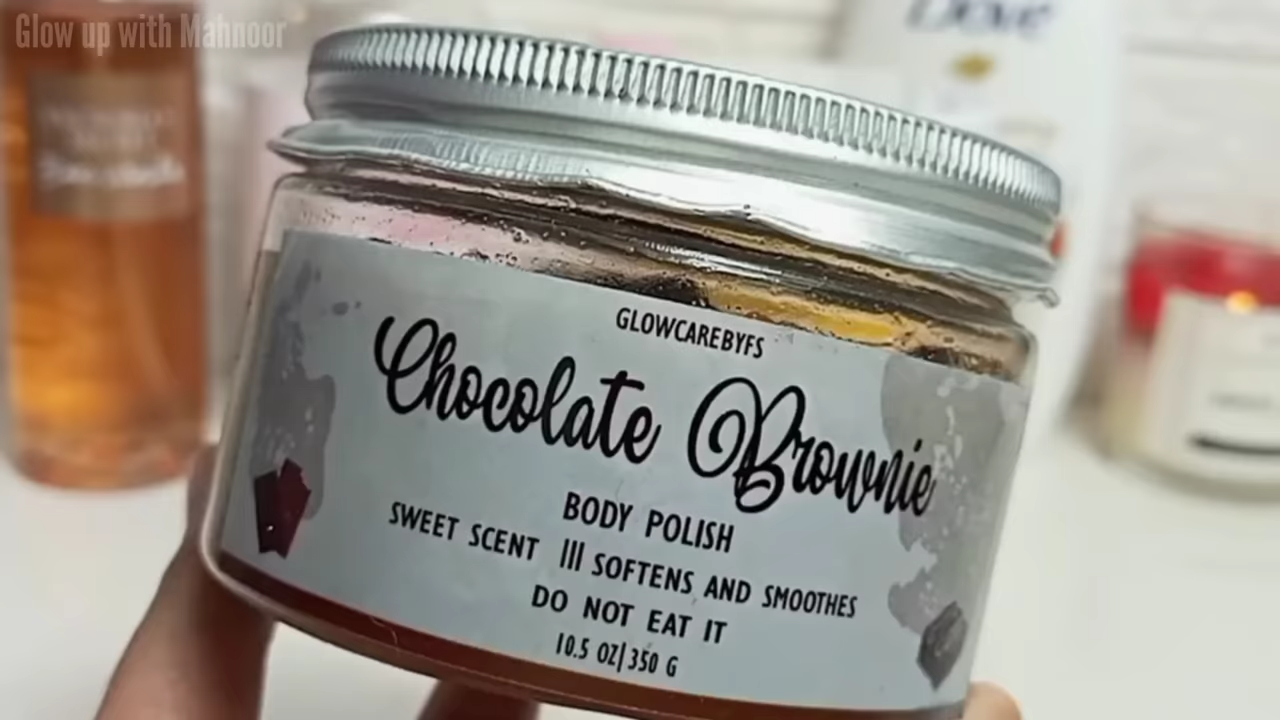 Glow up with Mahnoor
Dove
GLOWCAREBYFS
Chocolate Brownie
BODY POLISH
SWEET SCENT ||| SOFTENS AND SMOOTHES
DO NOT EAT IT
10.5 OZ|350 G